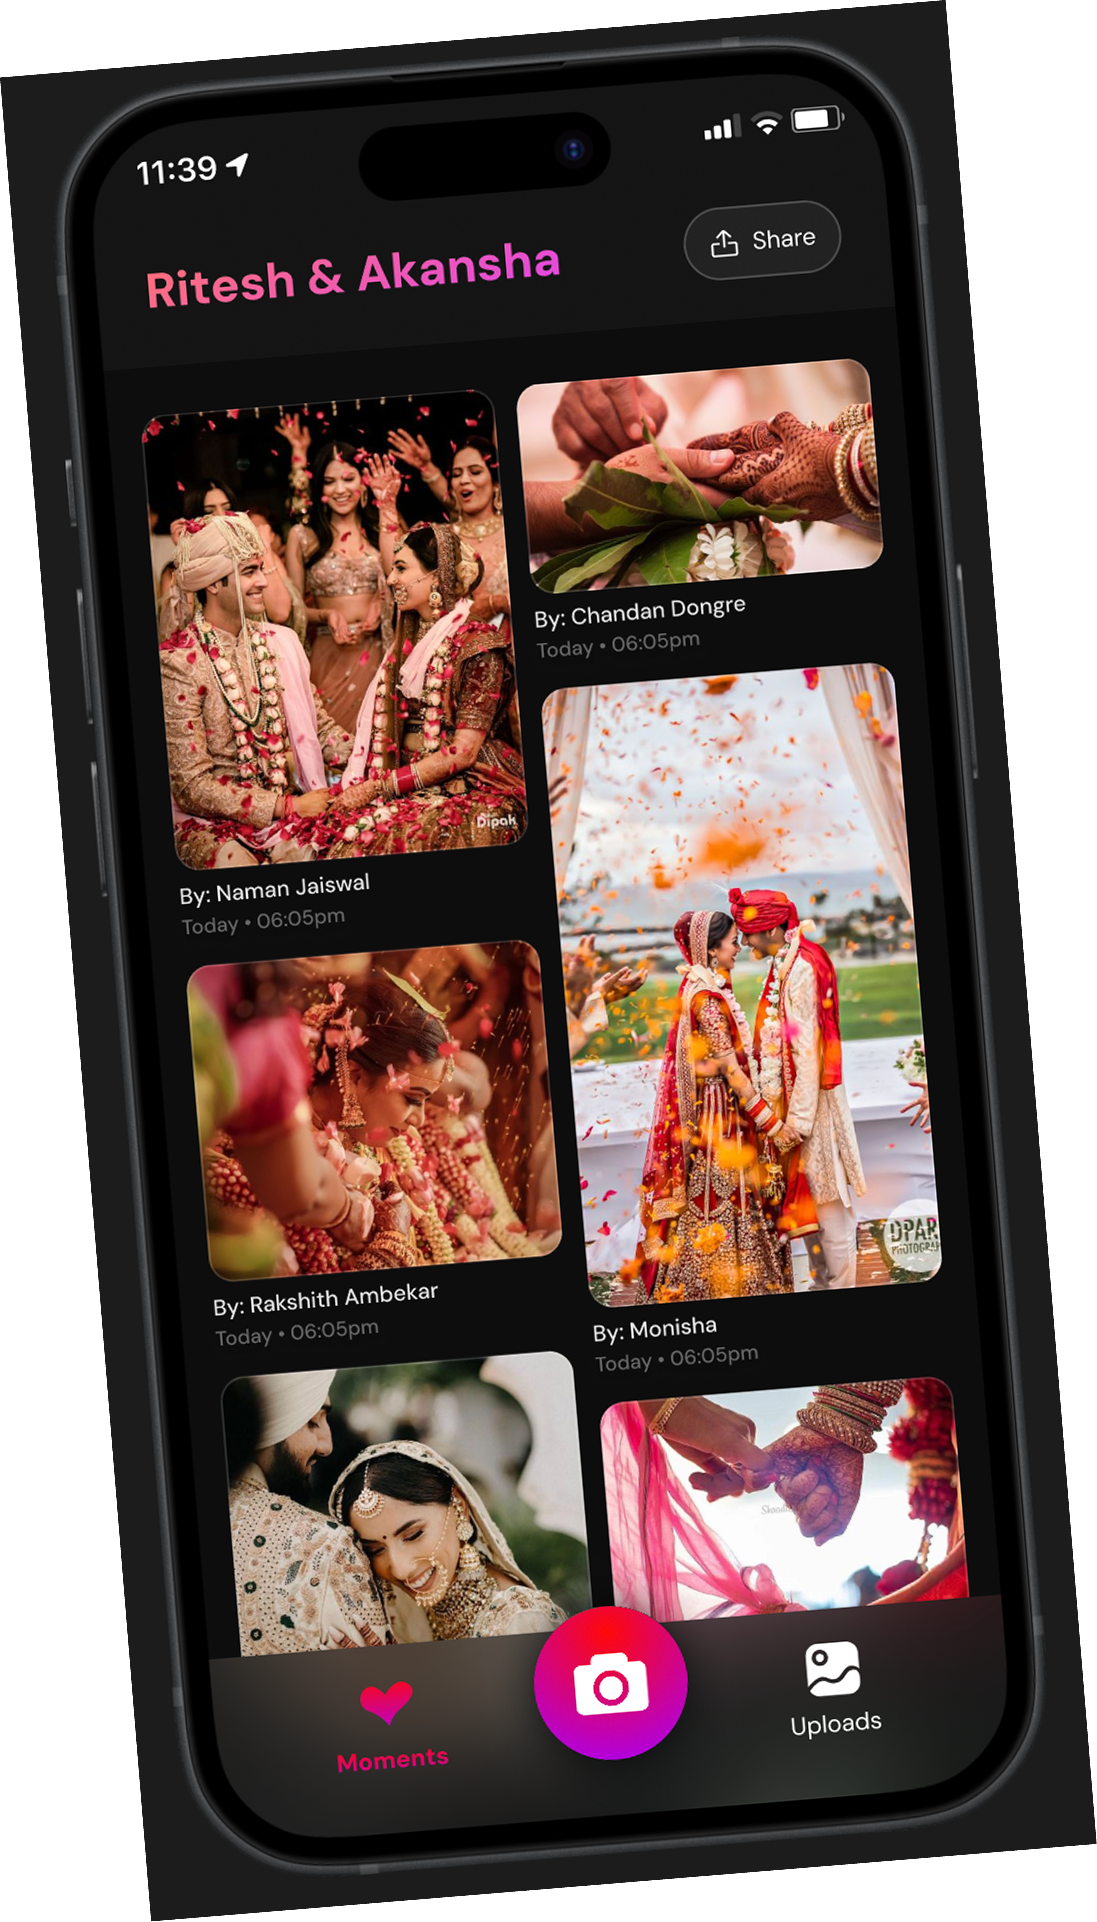 11:39
Share
Ritesh & Akansha
Dipak
By: Naman Jaiswal
Today • 06:05pm
By: Chandan Dongre
Today • 06:05pm
By: Rakshith Ambekar
Today • 06:05pm
DPAR
PHOTOGRAP
By: Monisha
Today • 06:05pm
Moments
Uploads